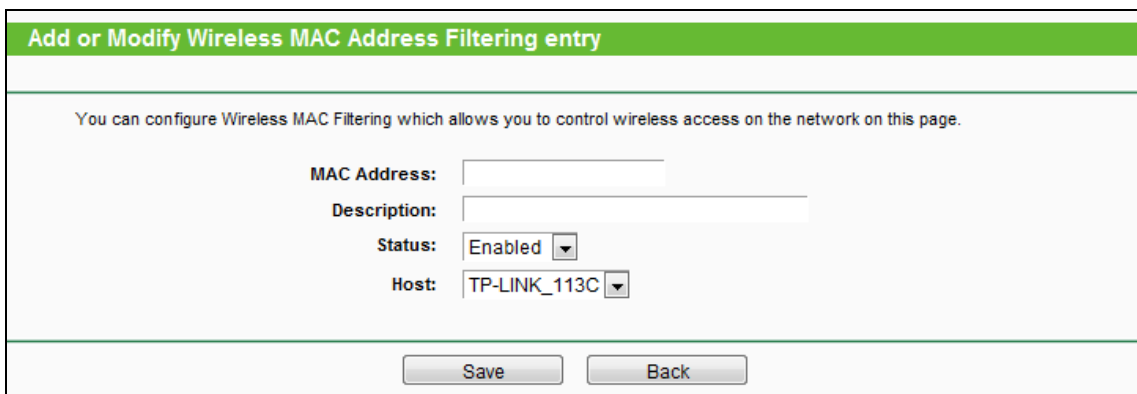 Add or Modify Wireless MAC Address Filtering entry
You can configure Wireless MAC Filtering which allows you to control wireless access on the network on this page.
MAC Address:
Description:
Status: Enabled
Host: TP-LINK_113C
Save Back